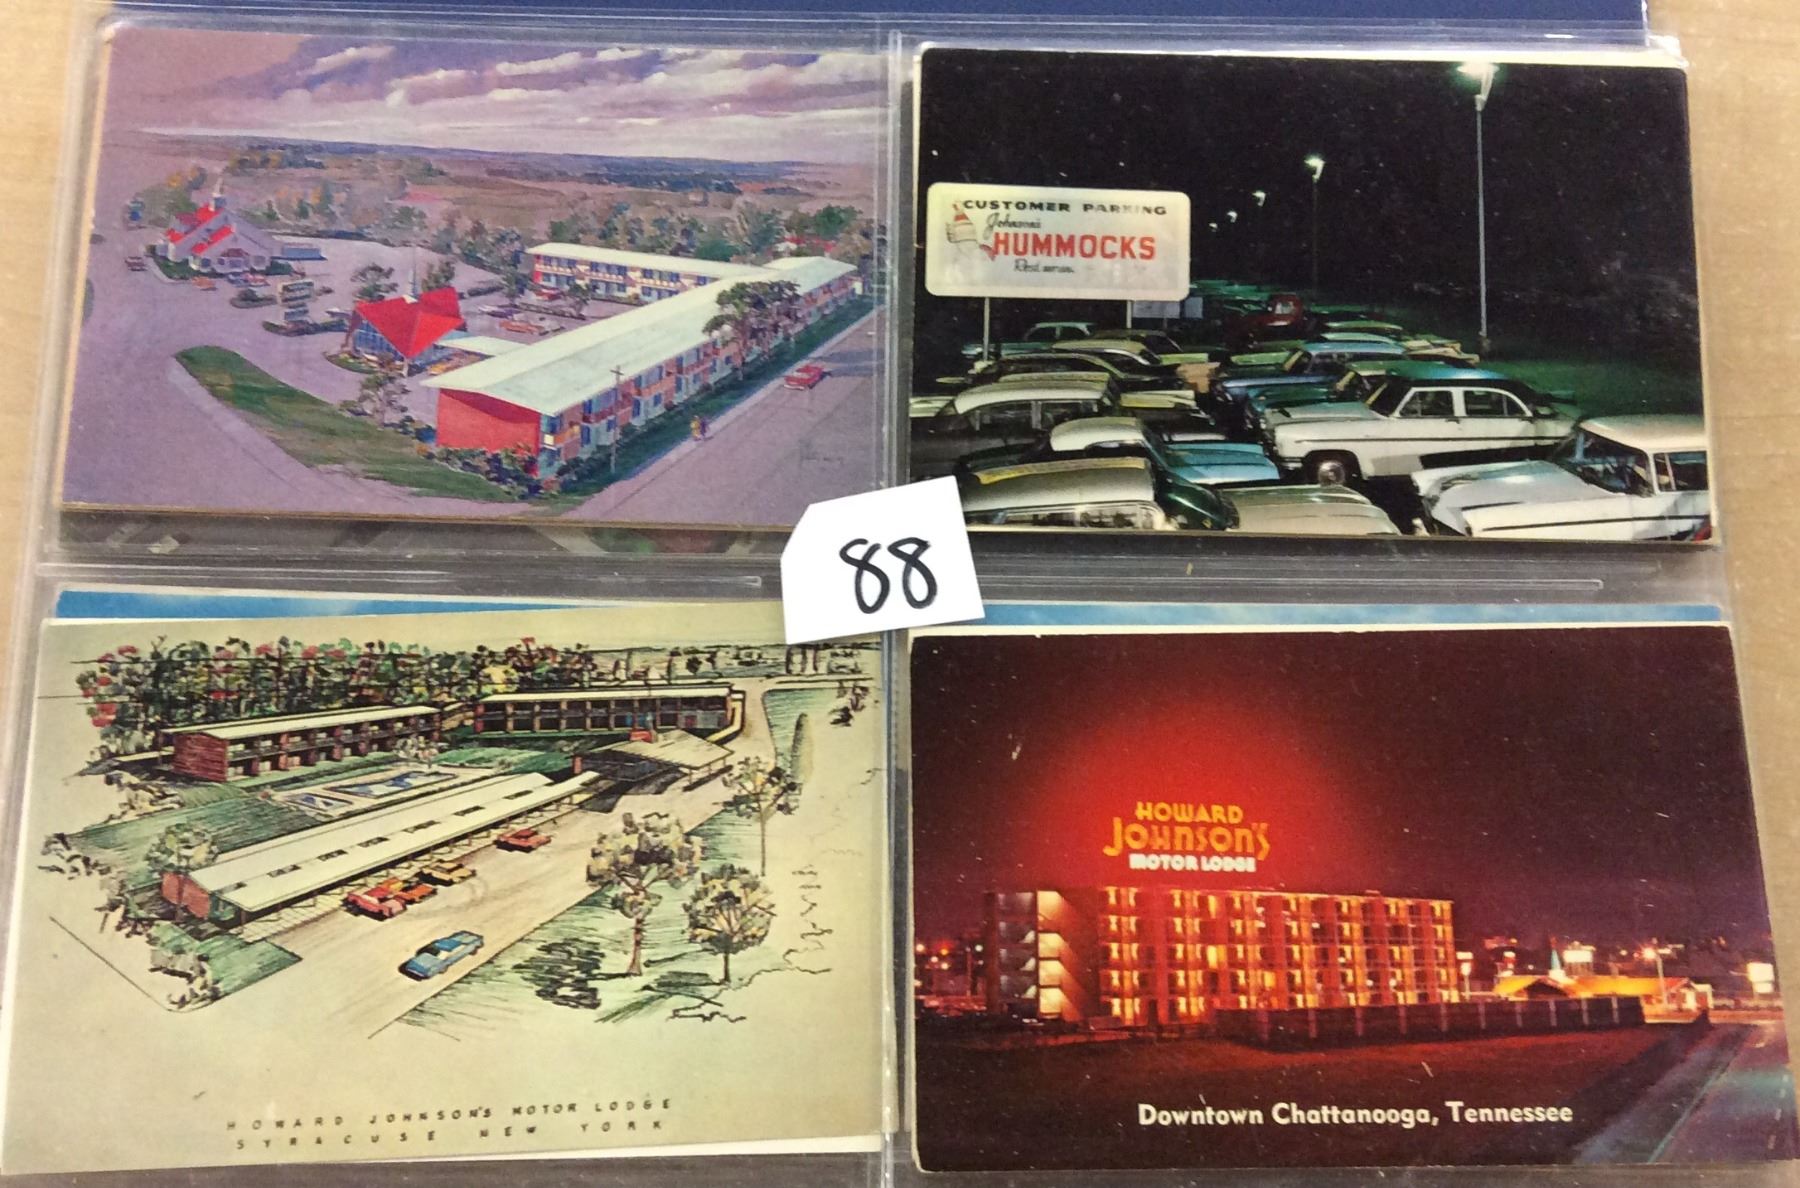 CUSTOMER PARKING
Johnson's
HUMMOCKS
Restaurant
88
HOWARD
JOHNSON'S
MOTOR LODGE
Downtown Chattanooga, Tennessee
HOWARD JOHNSON'S MOTOR LODGE
SYRACUSE NEW YORK